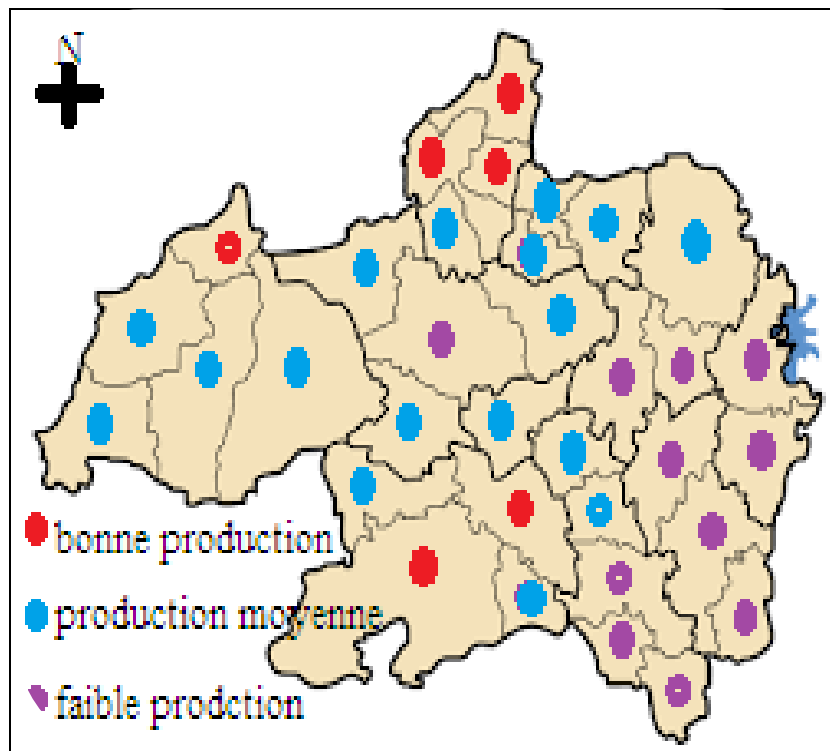 N
bonne production
production moyenne
faible prodction